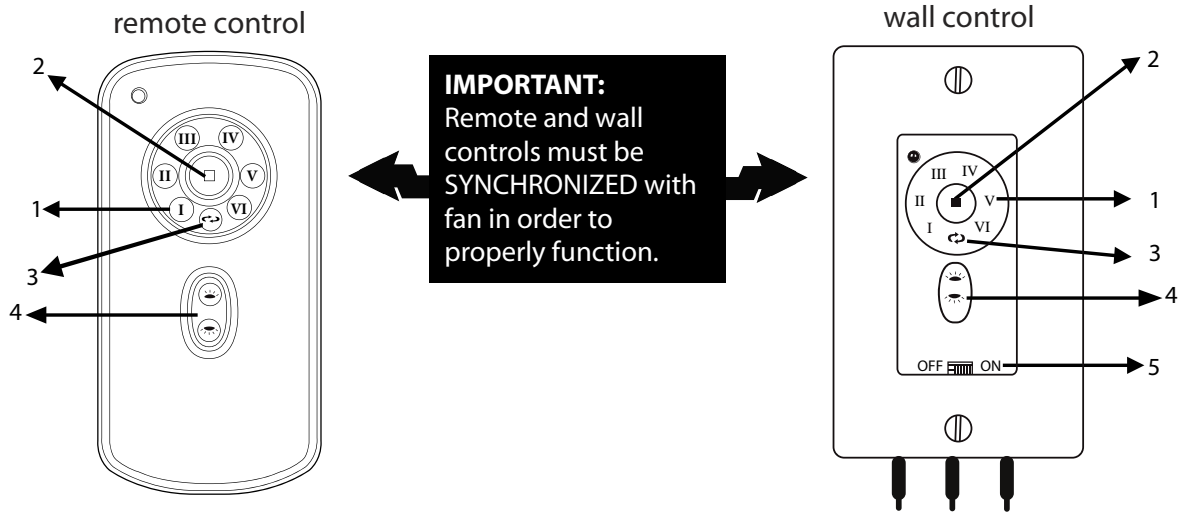 remote control
2
III IV
II V
I VI
1
3
4
IMPORTANT:
Remote and wall
controls must be
SYNCHRONIZED with
fan in order to
properly function.
wall control
2
III IV
II V
I VI
1
3
4
OFF ON
5